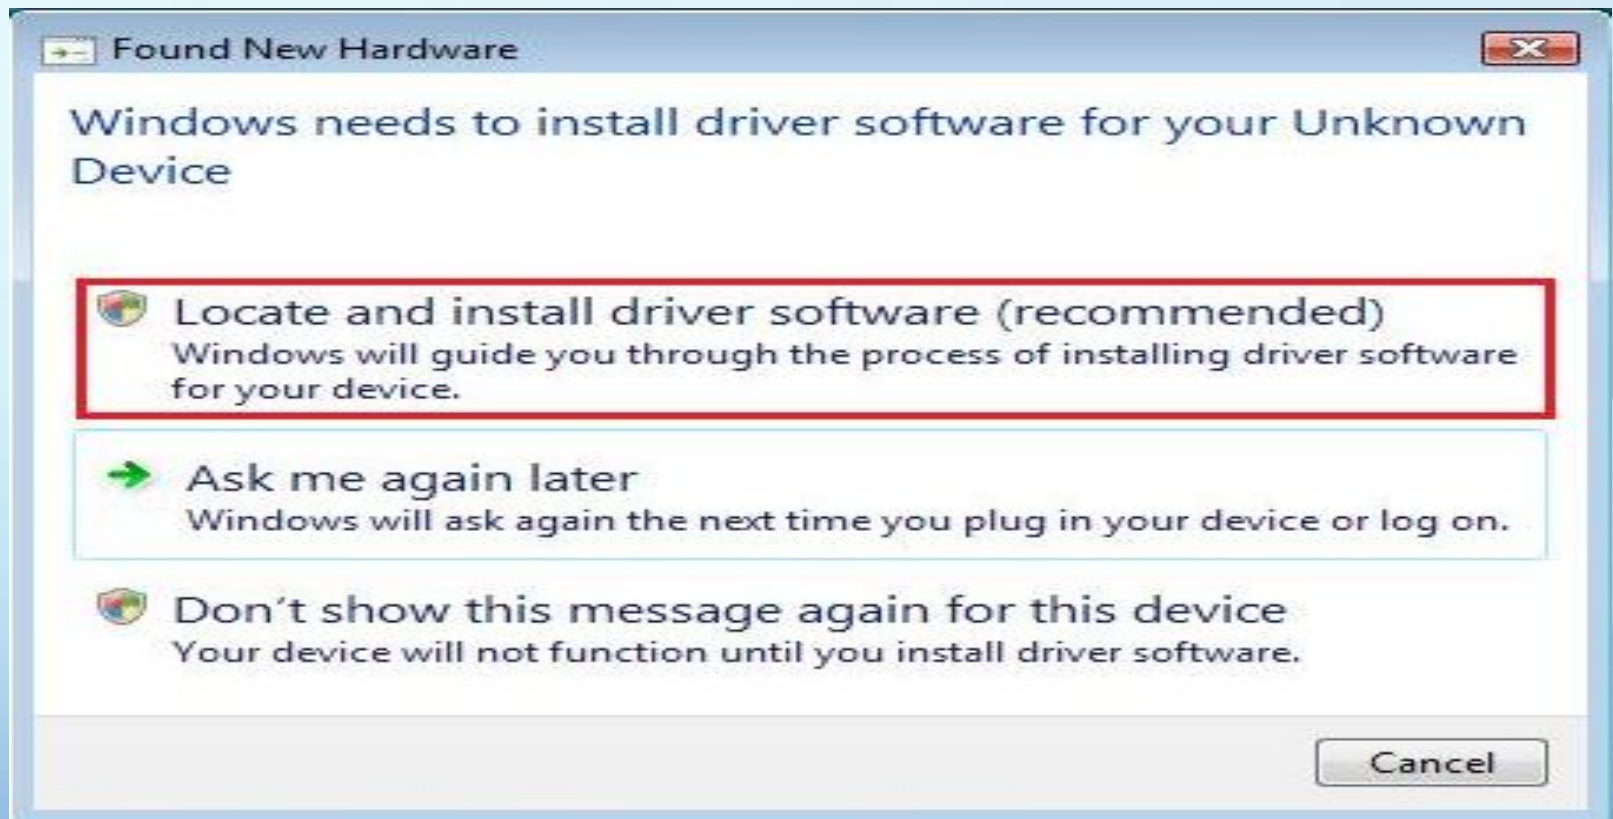 Found New Hardware
Windows needs to install driver software for your Unknown
Device
Locate and install driver software (recommended)
Windows will guide you through the process of installing driver software
for your device.
Ask me again later
Windows will ask again the next time you plug in your device or log on.
Don't show this message again for this device
Your device will not function until you install driver software.
Cancel